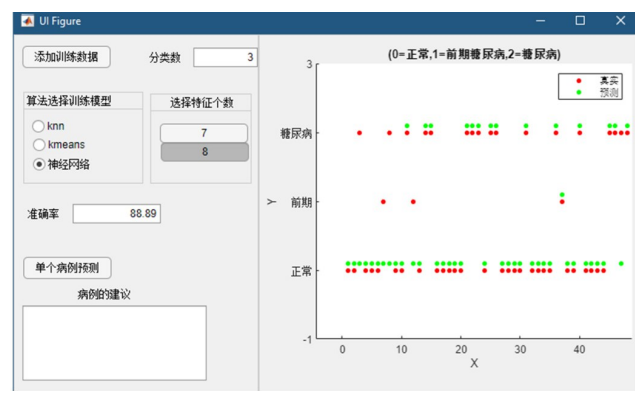 UI Figure
添加训练数据
分类数
3
算法选择训练模型
选择特征个数
knn
kmeans
神经网络
7
8
准确率
88.89
单个病例预测
病例的建议
(0=正常,1=前期糖尿病,2=糖尿病)
真实
预测
3
糖尿病
前期
正常
-1
Y
0 10 20 30 40
X